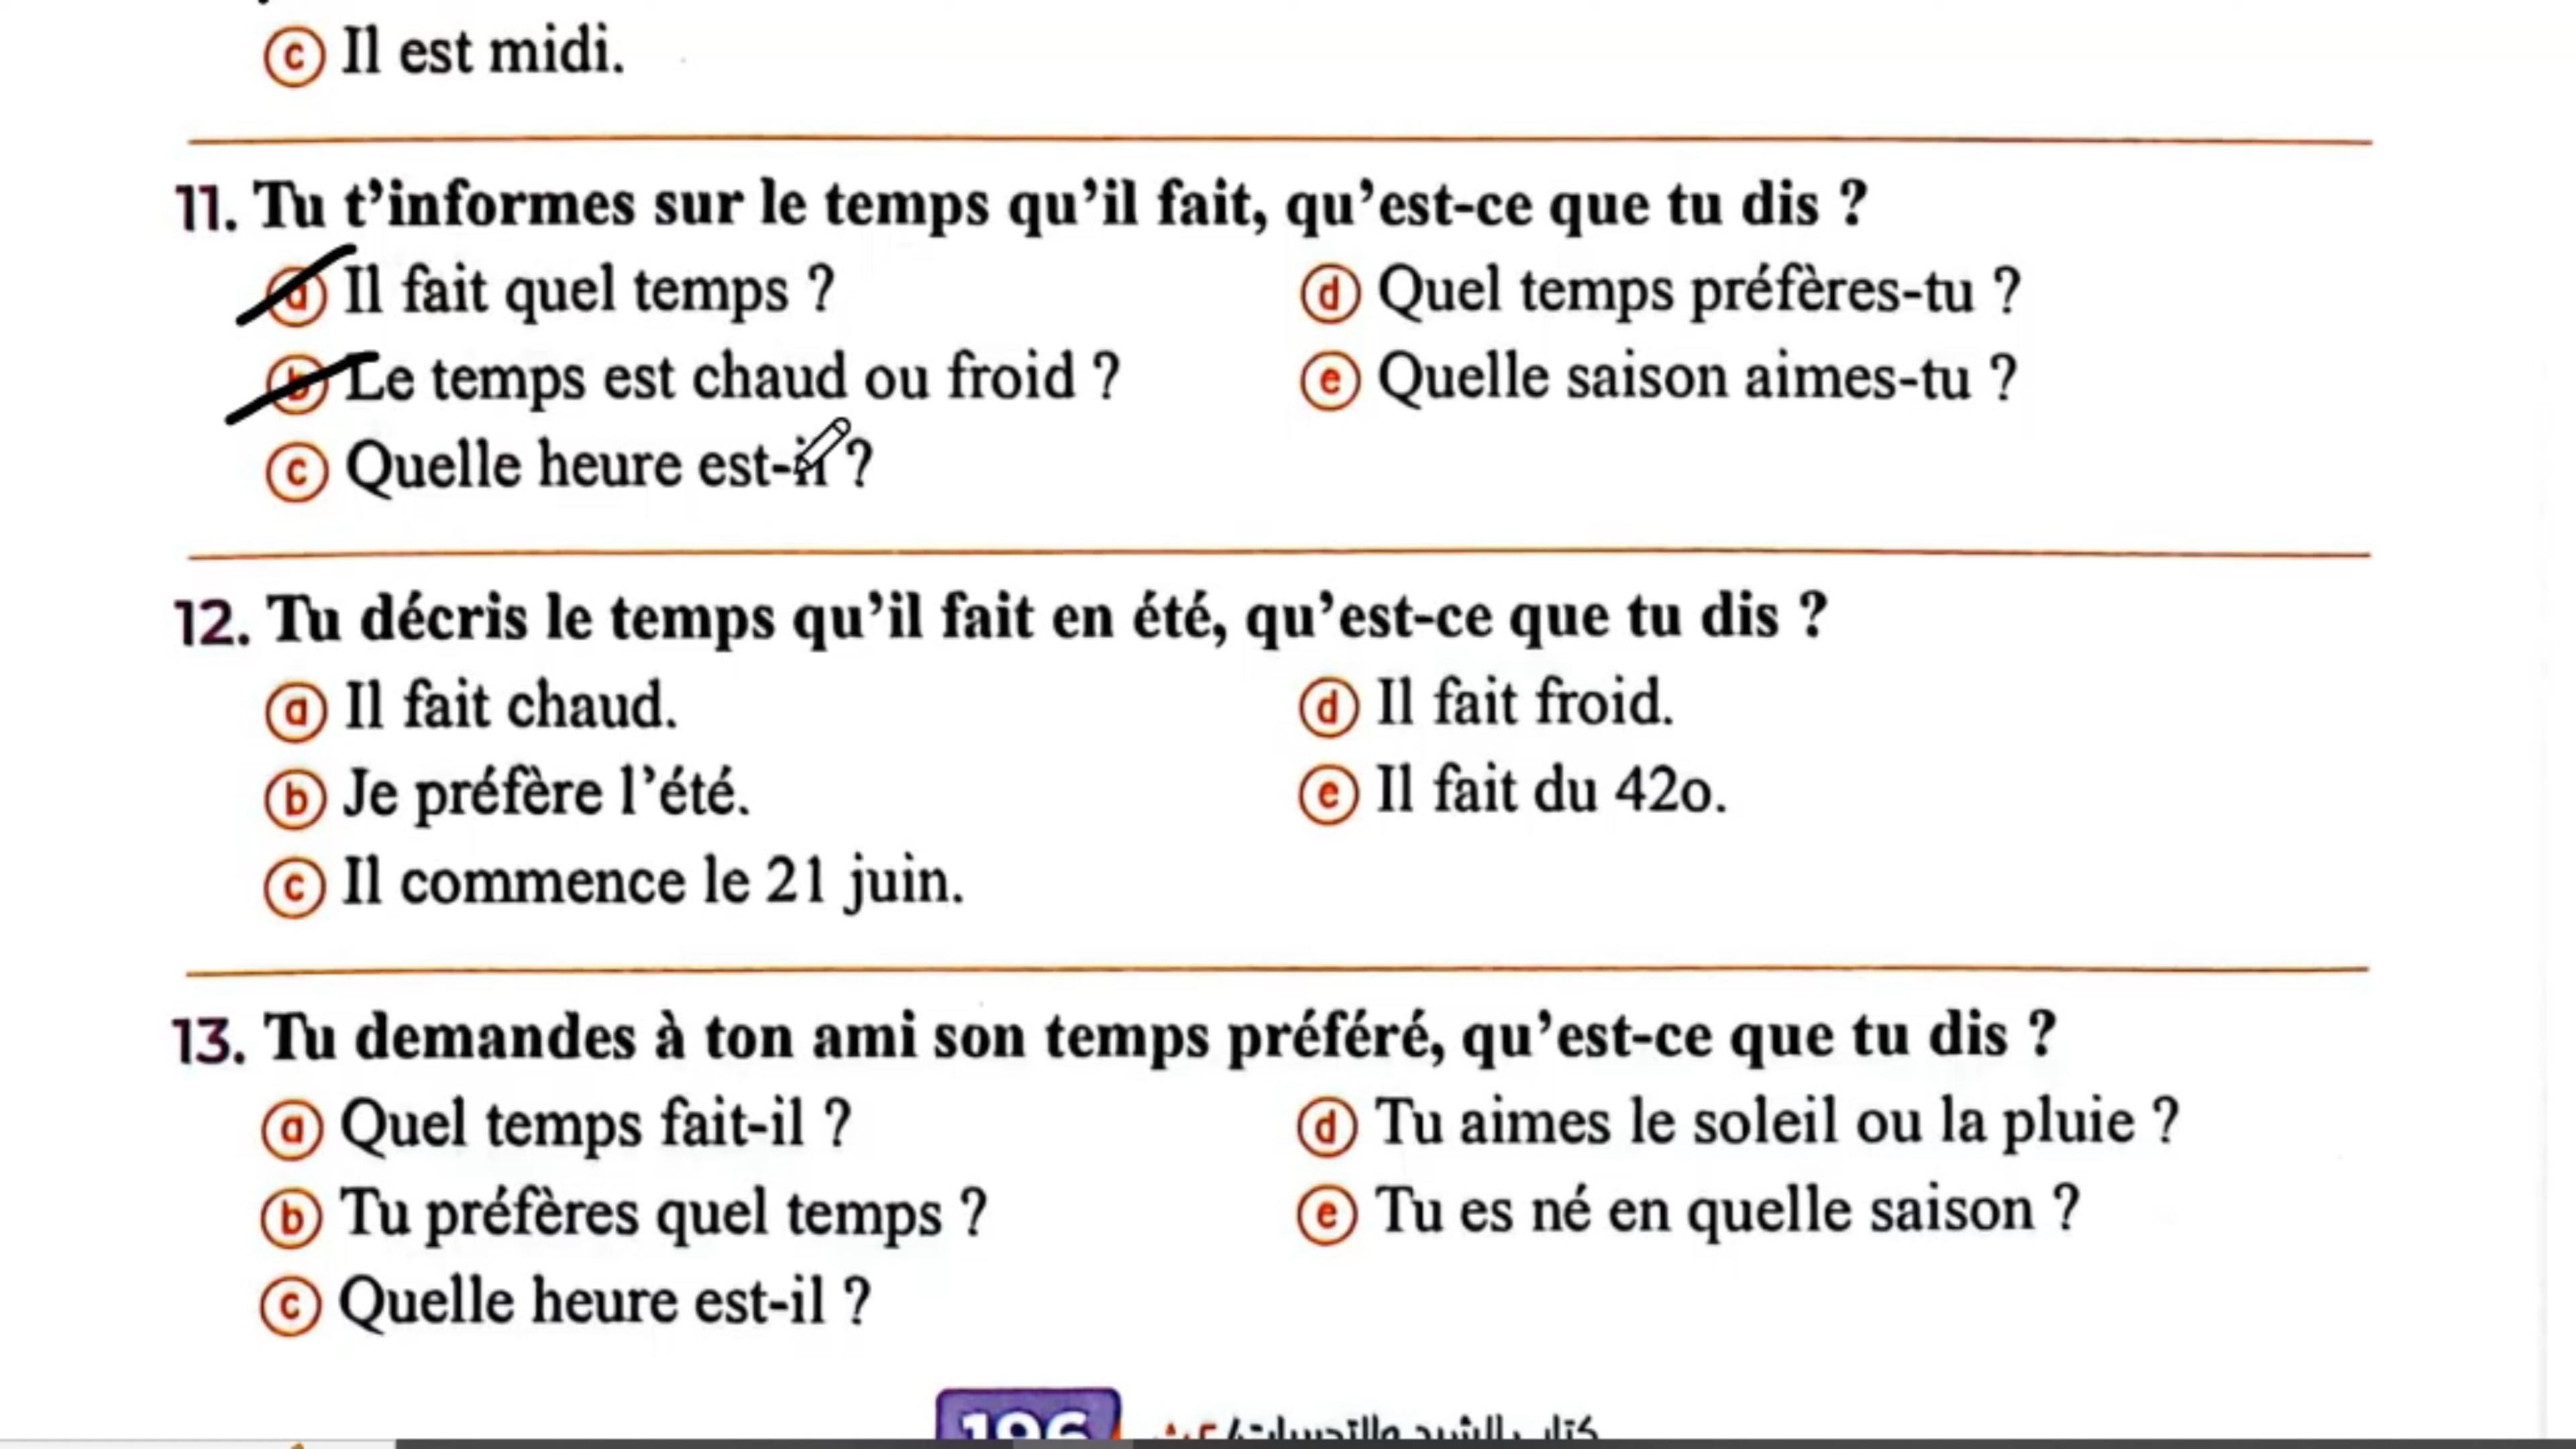 c Il est midi.
11. Tu t'informes sur le temps qu'il fait, qu'est-ce que tu dis ?
a Il fait quel temps ?
d Quel temps préfères-tu ?
b Le temps est chaud ou froid ?
e Quelle saison aimes-tu ?
c Quelle heure est-il ?
12. Tu décris le temps qu'il fait en été, qu'est-ce que tu dis ?
a Il fait chaud.
d Il fait froid.
b Je préfère l'été.
e Il fait du 42o.
c Il commence le 21 juin.
13. Tu demandes à ton ami son temps préféré, qu'est-ce que tu dis ?
a Quel temps fait-il ?
d Tu aimes le soleil ou la pluie ?
b Tu préfères quel temps ?
e Tu es né en quelle saison ?
c Quelle heure est-il ?
196
كتاب الشرح والتدريبات